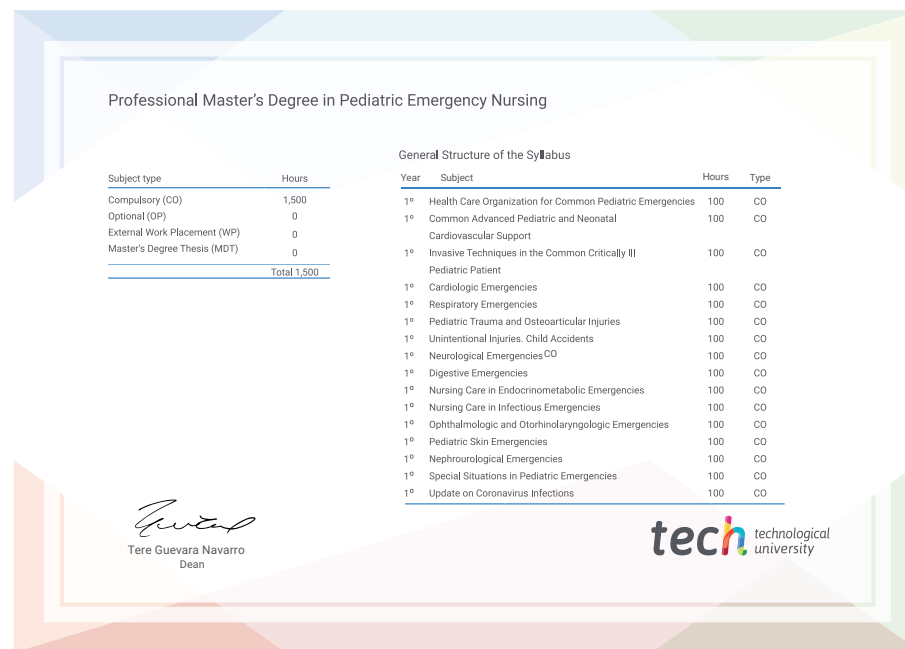 Professional Master's Degree in Pediatric Emergency Nursing
General Structure of the Syllabus
Subject type Hours
Compulsory (CO) 1,500
Optional (OP) 0
External Work Placement (WP) 0
Master's Degree Thesis (MDT) 0
Total 1,500
Year Subject Hours Type
1º Health Care Organization for Common Pediatric Emergencies 100 CO
1º Common Advanced Pediatric and Neonatal 100 CO
Cardiovascular Support
1º Invasive Techniques in the Common Critically Ill 100 CO
Pediatric Patient
1º Cardiologic Emergencies 100 CO
1º Respiratory Emergencies 100 CO
1º Pediatric Trauma and Osteoarticular Injuries 100 CO
1º Unintentional Injuries. Child Accidents 100 CO
1º Neurological Emergencies CO 100 CO
1º Digestive Emergencies 100 CO
1º Nursing Care in Endocrinometabolic Emergencies 100 CO
1º Nursing Care in Infectious Emergencies 100 CO
1º Ophthalmologic and Otorhinolaryngologic Emergencies 100 CO
1º Pediatric Skin Emergencies 100 CO
1º Nephrourological Emergencies 100 CO
1º Special Situations in Pediatric Emergencies 100 CO
1º Update on Coronavirus Infections 100 CO
Tere Guevara Navarro
Dean
tech technological
university